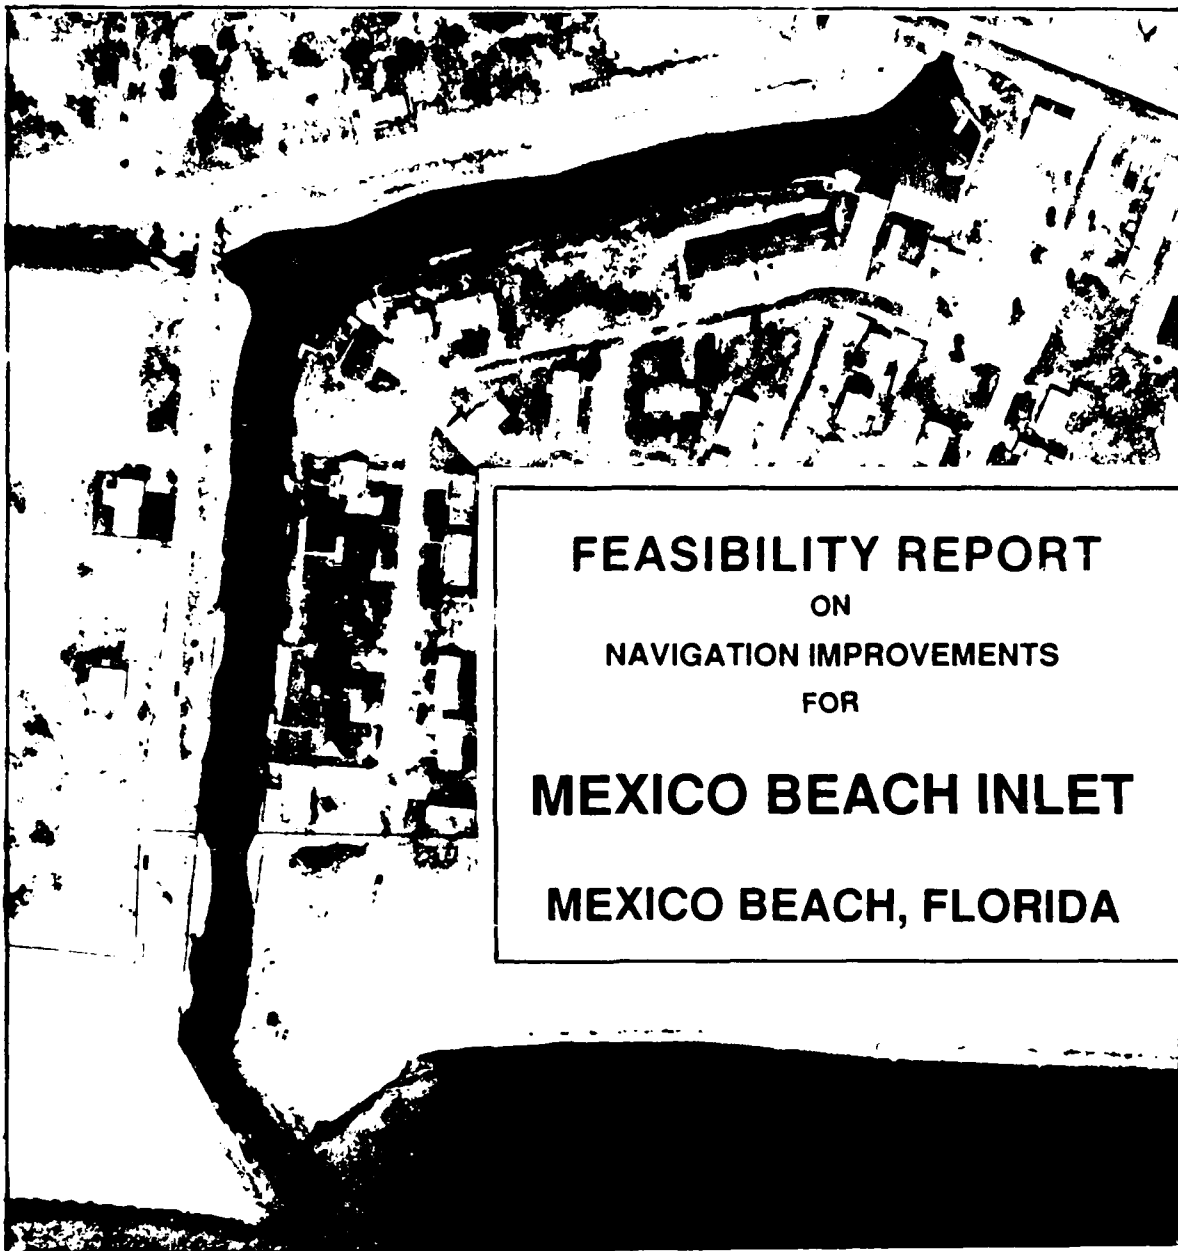 FEASIBILITY REPORT
ON
NAVIGATION IMPROVEMENTS
FOR
MEXICO BEACH INLET
MEXICO BEACH, FLORIDA